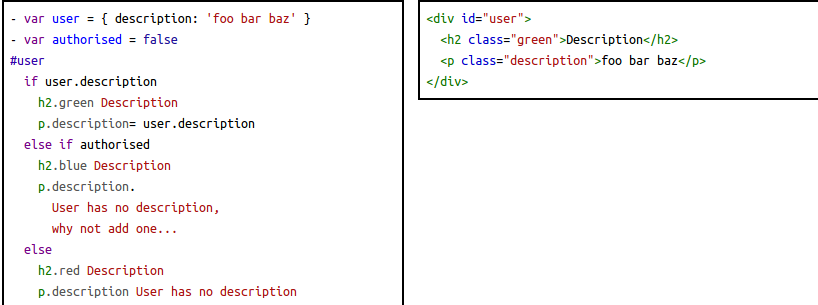 - var user = { description: 'foo bar baz' }
- var authorised = false
#user
  if user.description
    h2.green Description
    p.description= user.description
  else if authorised
    h2.blue Description
    p.description.
      User has no description,
      why not add one...
  else
    h2.red Description
    p.description User has no description
<div id="user">
  <h2 class="green">Description</h2>
  <p class="description">foo bar baz</p>
</div>